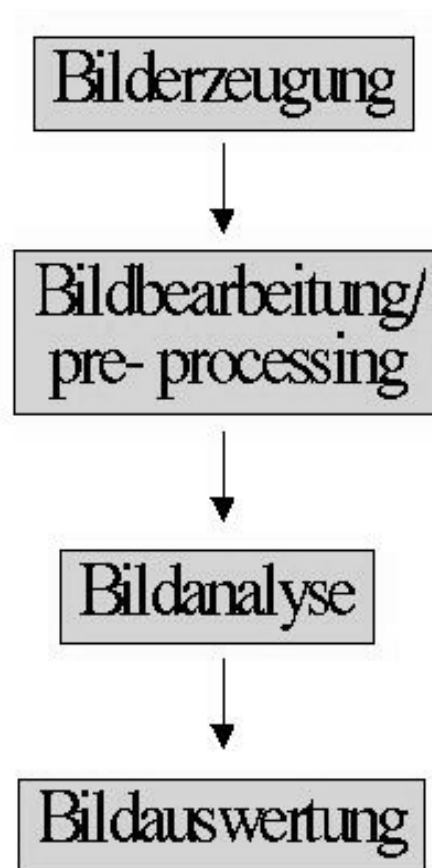 Bilderzeugung
Bildbearbeitung/
pre- processing
Bildanalyse
Bildauswertung